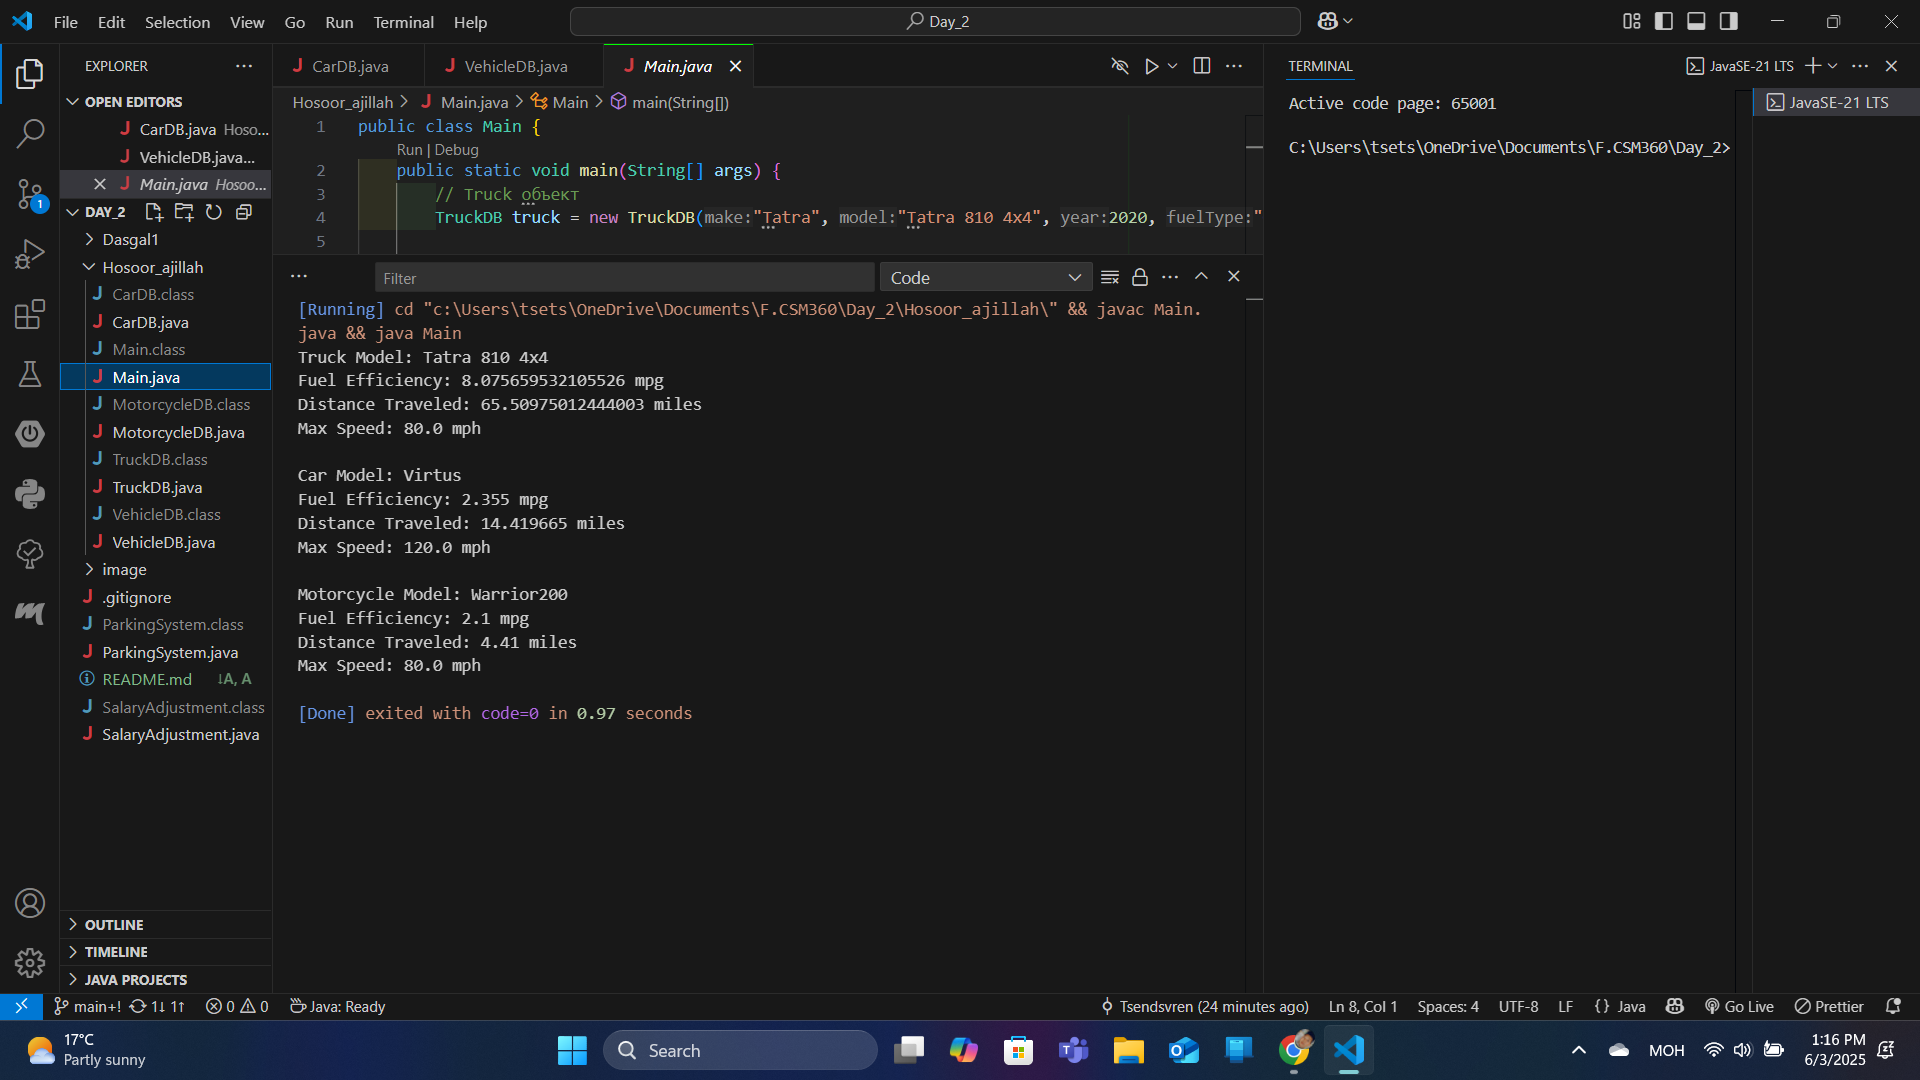 File Edit Selection View Go Run Terminal Help
Day_2
EXPLORER
OPEN EDITORS
CarDB.java Hoso...
VehicleDB.java...
Main.java Hosoo...
DAY_2
Dasgal1
Hosoor_ajillah
CarDB.class
CarDB.java
Main.class
Main.java
MotorcycleDB.class
MotorcycleDB.java
TruckDB.class
TruckDB.java
VehicleDB.class
VehicleDB.java
image
.gitignore
ParkingSystem.class
ParkingSystem.java
README.md ↓A, A
SalaryAdjustment.class
SalaryAdjustment.java
OUTLINE
TIMELINE
JAVA PROJECTS
CarDB.java VehicleDB.java Main.java
Hosoor_ajillah > Main.java > Main > main(String[])
1 public class Main {
Run | Debug
2 public static void main(String[] args) {
3 // Truck объект
4 TruckDB truck = new TruckDB(make:"Tatra", model:"Tatra 810 4x4", year:2020, fuelType:"
5
Filter
Code
[Running] cd "c:\Users\tsets\OneDrive\Documents\F.CSM360\Day_2\Hosoor_ajillah\" && javac Main.
java && java Main
Truck Model: Tatra 810 4x4
Fuel Efficiency: 8.075659532105526 mpg
Distance Traveled: 65.50975012444003 miles
Max Speed: 80.0 mph
Car Model: Virtus
Fuel Efficiency: 2.355 mpg
Distance Traveled: 14.419665 miles
Max Speed: 120.0 mph
Motorcycle Model: Warrior200
Fuel Efficiency: 2.1 mpg
Distance Traveled: 4.41 miles
Max Speed: 80.0 mph
[Done] exited with code=0 in 0.97 seconds
TERMINAL
JavaSE-21 LTS
Active code page: 65001
C:\Users\tsets\OneDrive\Documents\F.CSM360\Day_2>
JavaSE-21 LTS
1
main+! 1↓ 1↑ 0 0 Java: Ready
Tsendsvren (24 minutes ago) Ln 8, Col 1 Spaces: 4 UTF-8 LF {} Java Go Live Prettier
17°C
Partly sunny
Search
МОН
1:16 PM
6/3/2025